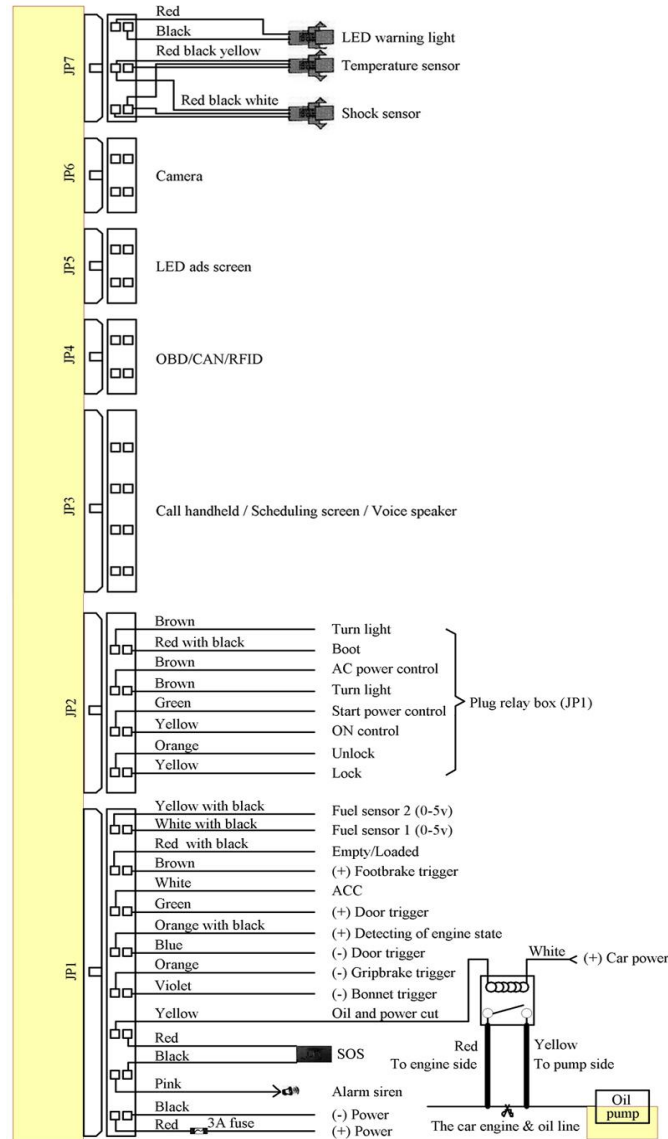 Red
Black
LED warning light
Red black yellow
Temperature sensor
JP7
Red black white
Shock sensor
JP6
Camera
JP5
LED ads screen
JP4
OBD/CAN/RFID
JP3
Call handheld / Scheduling screen / Voice speaker
Brown
Turn light
Red with black
Boot
Brown
AC power control
Brown
Turn light
JP2
Plug relay box (JP1)
Green
Start power control
Yellow
ON control
Orange
Unlock
Yellow
Lock
Yellow with black
Fuel sensor 2 (0-5v)
White with black
Fuel sensor 1 (0-5v)
Red with black
Empty/Loaded
Brown
(+) Footbrake trigger
White
ACC
Green
(+) Door trigger
Orange with black
(+) Detecting of engine state
Blue
(-) Door trigger
White
(+) Car power
JP1
Orange
(-) Gripbrake trigger
Violet
(-) Bonnet trigger
Yellow
Oil and power cut
Red
Black
SOS
Red
To engine side
Yellow
To pump side
Pink
Alarm siren
Black
(-) Power
Red
3A fuse
(+) Power
The car engine & oil line
Oil
pump